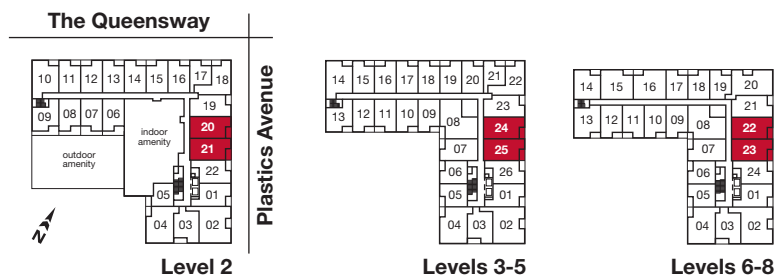 The Queensway
Plastics Avenue
10 11 12 13 14 15 16 17 18
09 08 07 06
19
20
21
22
05 01
04 03 02
indoor
amenity
outdoor
amenity
N
Level 2
14 15 16 17 18 19 20 21 22
13 12 11 10 09 08
23
24
07 25
06 26
05 01
04 03 02
Levels 3-5
14 15 16 17 18 19 20
13 12 11 10 09 08
21
22
07 23
06 24
05 01
04 03 02
Levels 6-8